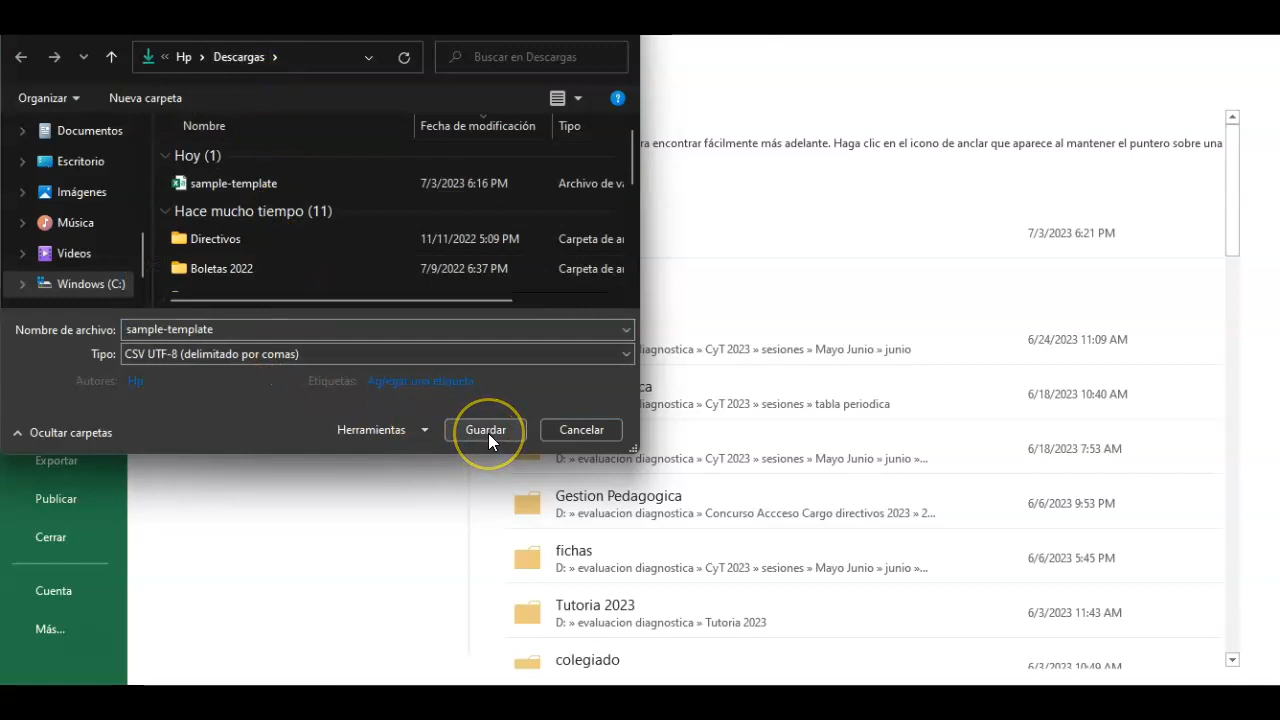 « Hp › Descargas ›
Buscar en Descargas
Organizar
Nueva carpeta
?
Nombre
Fecha de modificación
Tipo
Documentos
Escritorio
Imágenes
Música
Videos
Windows (C:)
Hoy (1)
sample-template 7/3/2023 6:16 PM Archivo de
Hace mucho tiempo (11)
Directivos 11/11/2022 5:09 PM Carpeta de
Boletas 2022 7/9/2022 6:37 PM Carpeta de
Nombre de archivo: sample-template
Tipo: CSV UTF-8 (delimitado por comas)
Autores: Hp
Etiquetas: Agregar una etiqueta
Ocultar carpetas
Herramientas
Guardar
Cancelar
Exportar
Publicar
Cerrar
Cuenta
Más...
encontrar fácilmente más adelante. Haga clic en el icono de anclar que aparece al mantener el puntero sobre una
7/3/2023 6:21 PM
» CyT 2023 » sesiones » Mayo Junio » junio
6/24/2023 11:09 AM
» CyT 2023 » sesiones » tabla periodica
6/18/2023 10:40 AM
D: » evaluacion diagnostica » CyT 2023 » sesiones » Mayo Junio » junio »...
6/18/2023 7:53 AM
Gestion Pedagogica
D: » evaluacion diagnostica » Concurso Accceso Cargo directivos 2023 » 2...
6/6/2023 9:53 PM
fichas
D: » evaluacion diagnostica » CyT 2023 » sesiones » Mayo Junio » junio »...
6/6/2023 5:45 PM
Tutoria 2023
D: » evaluacion diagnostica » Tutoria 2023
6/3/2023 11:43 AM
colegiado
6/3/2023 10:49 AM